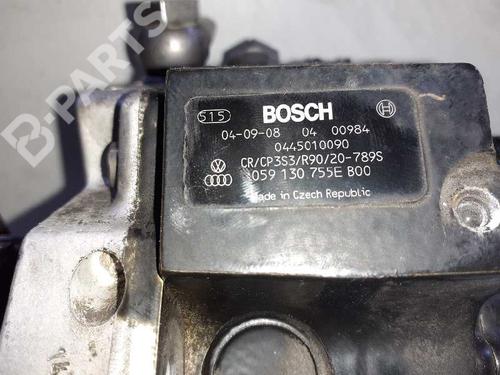 B-PARTS
515 BOSCH
04-09-08 04 00984
0445010090
CR/CP3S3/R90/20-789S
059 130 755E B00
Made in Czech Republic